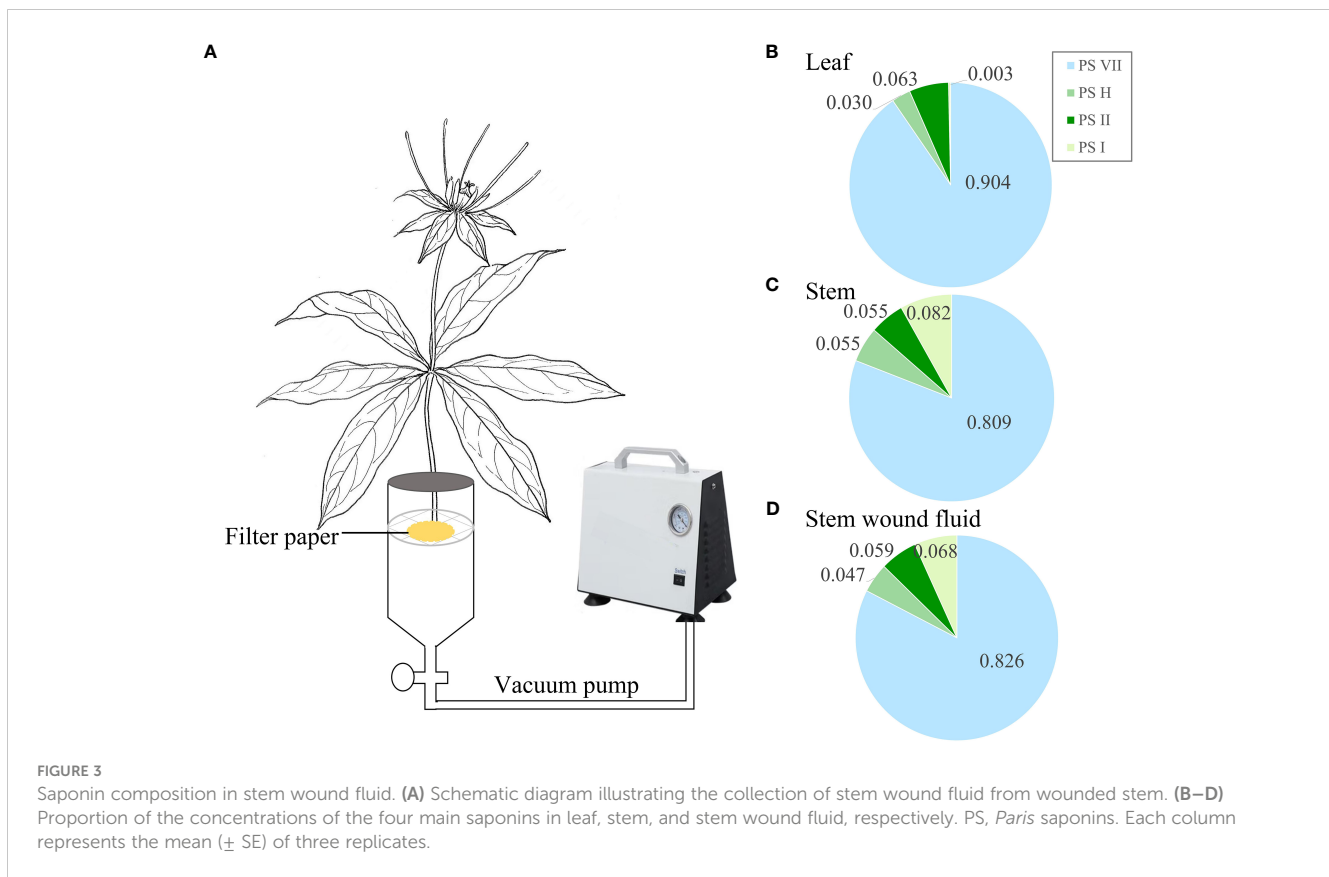 A
Filter paper
Vacuum pump
Switch
B
Leaf
0.030
0.063
0.003
0.904
PS VII
PS H
PS II
PS I
C
Stem
0.055
0.055
0.082
0.809
D
Stem wound fluid
0.047
0.059
0.068
0.826
FIGURE 3
Saponin composition in stem wound fluid. (A) Schematic diagram illustrating the collection of stem wound fluid from wounded stem. (B–D)
Proportion of the concentrations of the four main saponins in leaf, stem, and stem wound fluid, respectively. PS, Paris saponins. Each column
represents the mean (± SE) of three replicates.